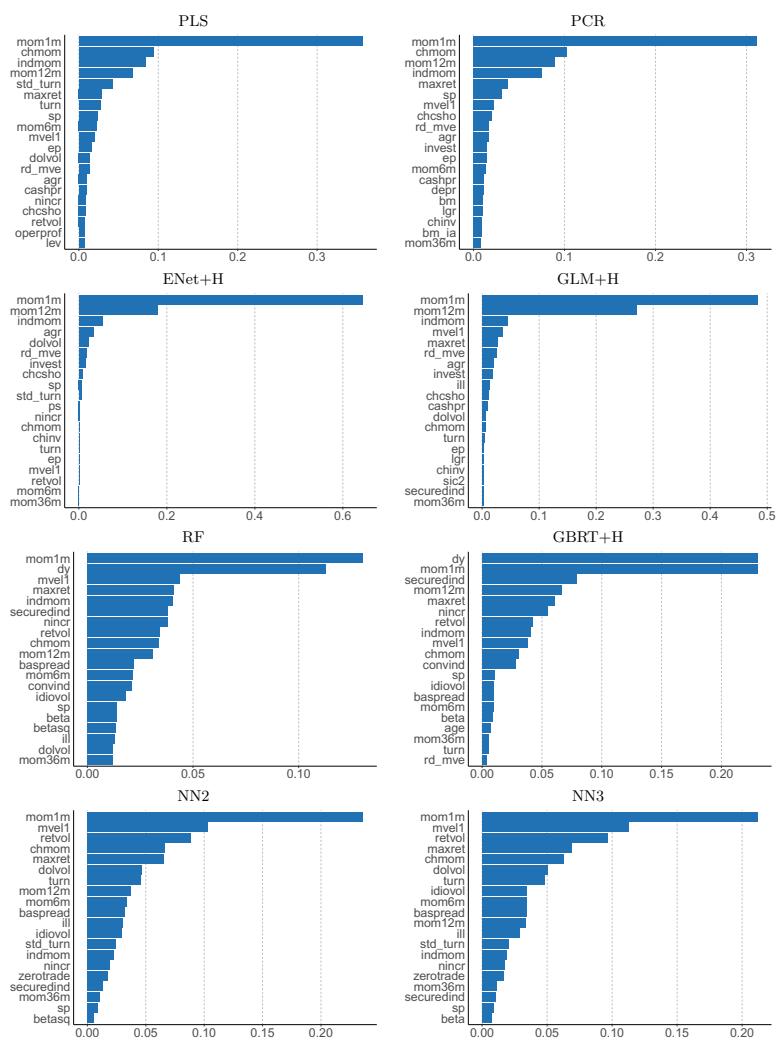 PLS
mom1m
chmom
indmom
mom12m
std_turn
maxret
turn
sp
mom6m
mvel1
ep
dolvol
rd_mve
agr
cashpr
nincr
chcsho
retvol
operprof
lev
0.0 0.1 0.2 0.3
PCR
mom1m
chmom
mom12m
indmom
maxret
sp
mvel1
chcsho
rd_mve
agr
invest
ep
mom6m
cashpr
depr
bm
lgr
chinv
bm_ia
mom36m
0.0 0.1 0.2 0.3
ENet+H
mom1m
mom12m
indmom
agr
dolvol
rd_mve
invest
chcsho
sp
std_turn
ps
nincr
chmom
chinv
turn
ep
mvel1
retvol
mom6m
mom36m
0.0 0.2 0.4 0.6
GLM+H
mom1m
mom12m
indmom
mvel1
maxret
rd_mve
agr
invest
ill
chcsho
cashpr
dolvol
chmom
turn
ep
lgr
chinv
sic2
securedind
mom36m
0.0 0.1 0.2 0.3 0.4 0.5
RF
mom1m
dy
mvel1
maxret
indmom
securedind
nincr
retvol
chmom
mom12m
baspread
mom6m
convind
idiovol
sp
beta
betasq
ill
dolvol
mom36m
0.00 0.05 0.10
GBRT+H
dy
mom1m
securedind
mom12m
maxret
nincr
retvol
indmom
mvel1
chmom
convind
sp
idiovol
baspread
mom6m
beta
age
mom36m
turn
rd_mve
0.00 0.05 0.10 0.15 0.20
NN2
mom1m
mvel1
retvol
chmom
maxret
dolvol
turn
mom12m
mom6m
baspread
ill
idiovol
std_turn
indmom
nincr
zerotrade
securedind
mom36m
sp
betasq
0.00 0.05 0.10 0.15 0.20
NN3
mom1m
mvel1
retvol
maxret
chmom
dolvol
turn
idiovol
mom6m
baspread
mom12m
ill
std_turn
indmom
nincr
zerotrade
mom36m
securedind
sp
beta
0.00 0.05 0.10 0.15 0.20